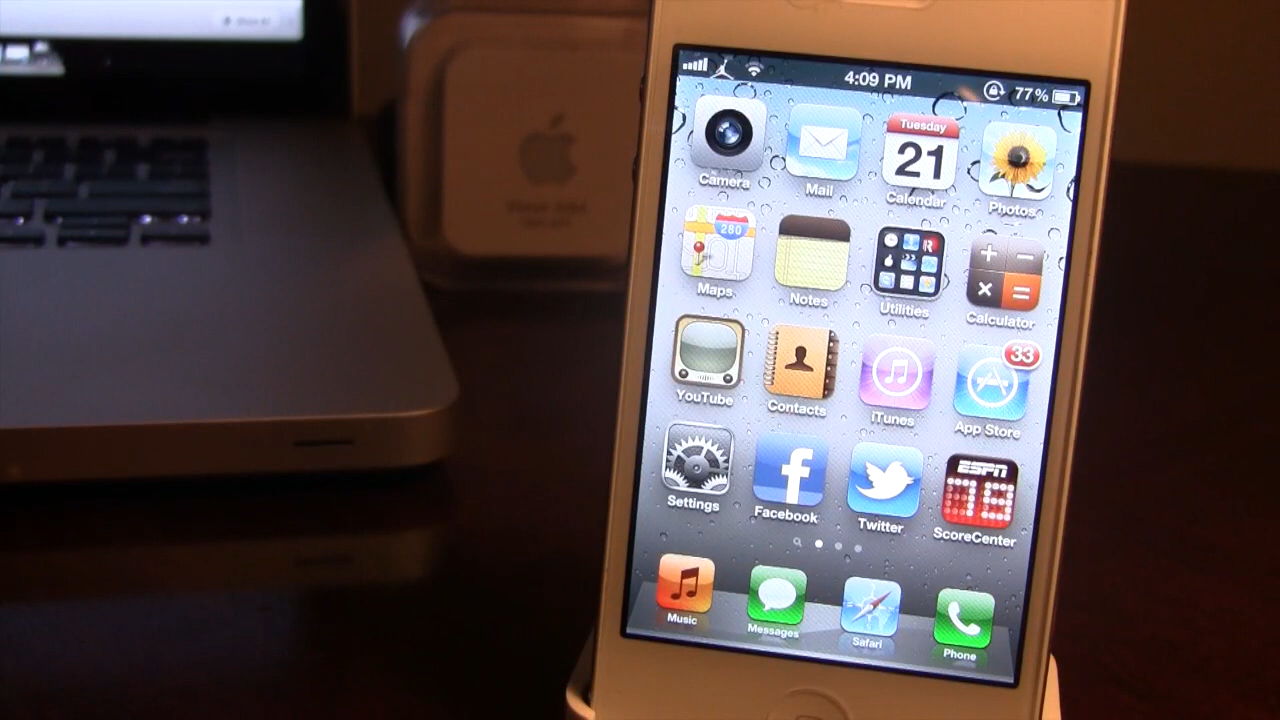 4:09 PM 77%
Tuesday
21
Camera Mail Calendar Photos
280
Maps Notes Utilities Calculator
33
YouTube Contacts iTunes App Store
ESPN
75
Settings Facebook Twitter ScoreCenter
Music Messages Safari Phone